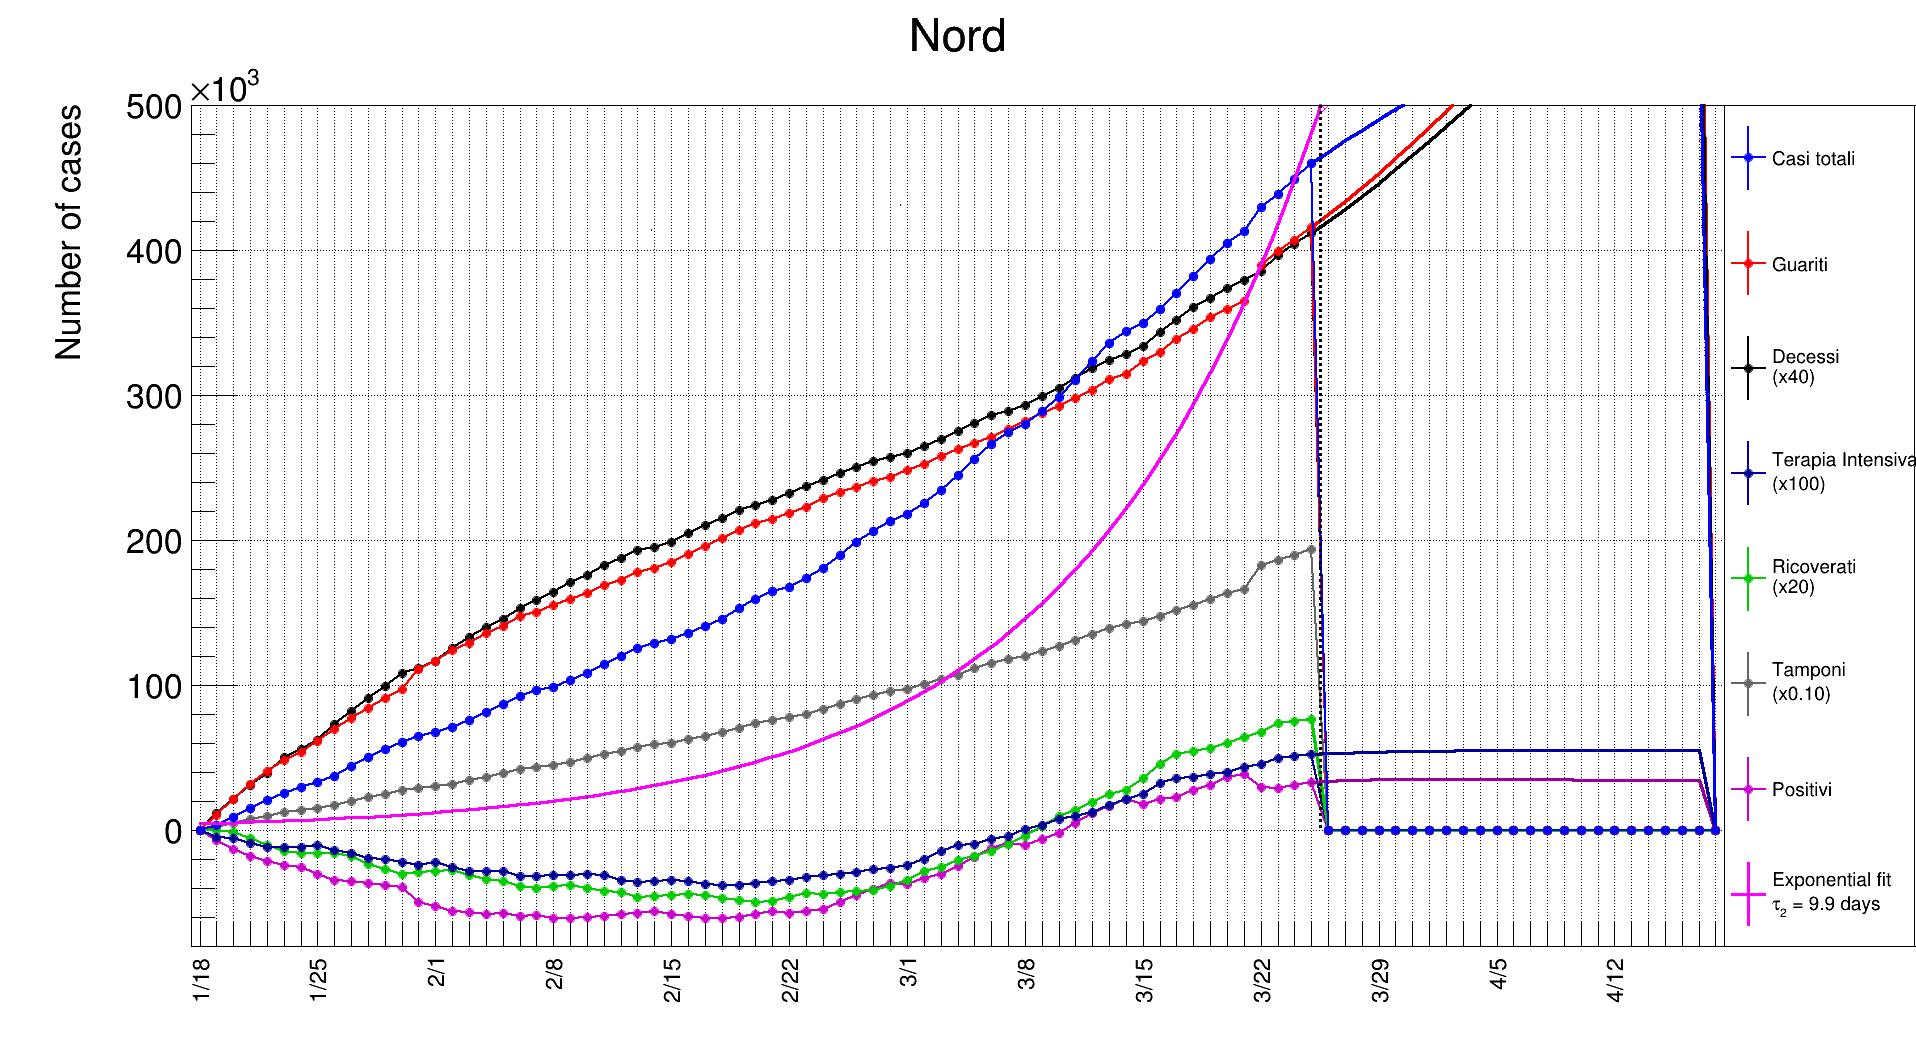 Nord
×10³
Number of cases
500
400
300
200
100
0
1/18
1/25
2/1
2/8
2/15
2/22
3/1
3/8
3/15
3/22
3/29
4/5
4/12
Casi totali
Guariti
Decessi
(x40)
Terapia Intensiva
(x100)
Ricoverati
(x20)
Tamponi
(x0.10)
Positivi
Exponential fit
τ₂ = 9.9 days